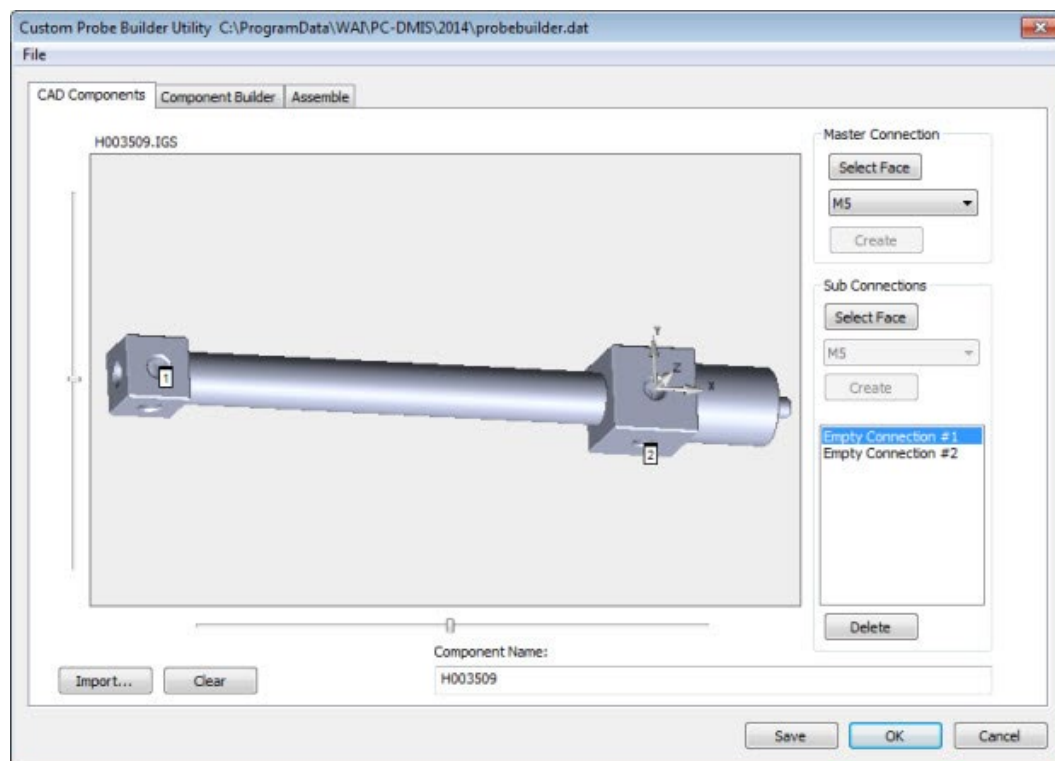 Custom Probe Builder Utility C:\ProgramData\WAI\PC-DMIS\2014\probebuilder.dat
File
CAD Components
Component Builder
Assemble
H003509.IGS
Master Connection
Select Face
M5
Create
Sub Connections
Select Face
M5
Create
Empty Connection #1
Empty Connection #2
Delete
Y
Z
X
1
2
Component Name:
H003509
Import...
Clear
Save
OK
Cancel